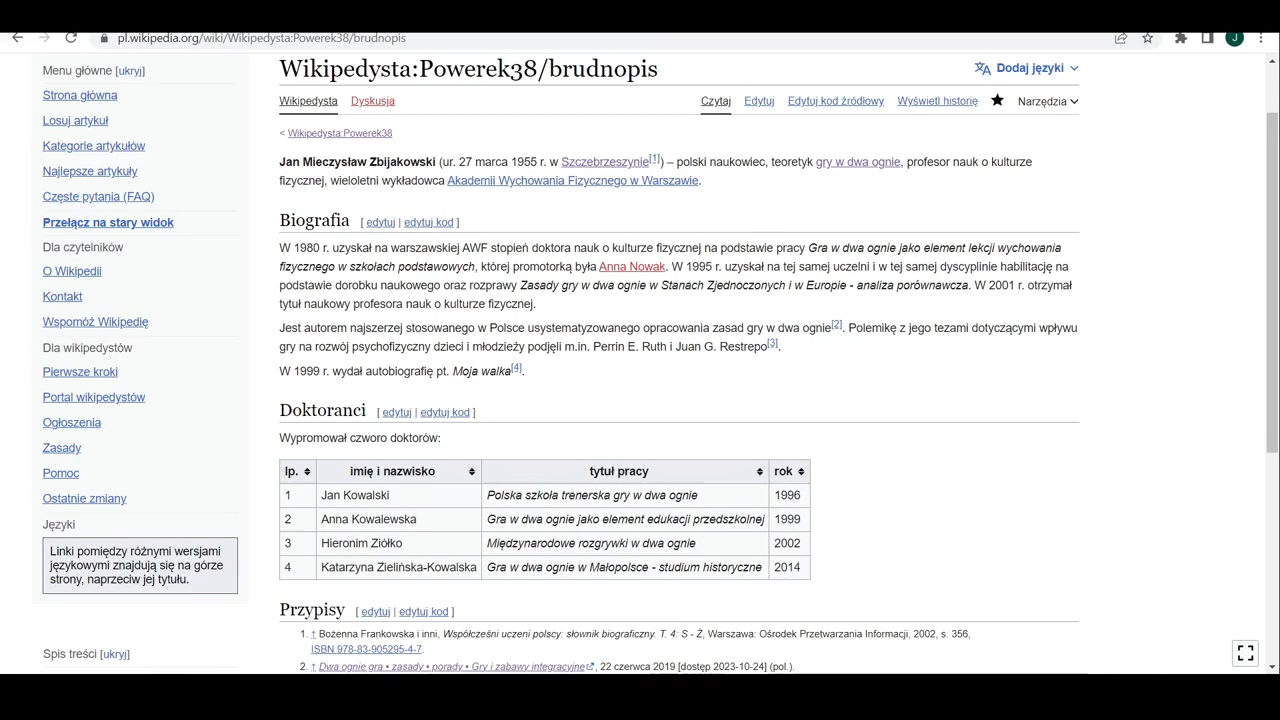 pl.wikipedia.org/wiki/Wikipedysta:Powerek38/brudnopis
J
Menu główne [ukryj]
Strona główna
Losuj artykuł
Kategorie artykułów
Najlepsze artykuły
Częste pytania (FAQ)
Przełącz na stary widok
Dla czytelników
O Wikipedii
Kontakt
Wspomóż Wikipedię
Dla wikipedystów
Pierwsze kroki
Portal wikipedystów
Ogłoszenia
Zasady
Pomoc
Ostatnie zmiany
Języki
Linki pomiędzy różnymi wersjami
językowymi znajdują się na górze
strony, naprzeciw jej tytułu.
Spis treści [ukryj]
Wikipedysta:Powerek38/brudnopis
Dodaj języki
Wikipedysta Dyskusja Czytaj Edytuj Edytuj kod źródłowy Wyświetl historię Narzędzia
< Wikipedysta:Powerek38
Jan Mieczysław Zbijakowski (ur. 27 marca 1955 r. w Szczebrzeszynie[1]) – polski naukowiec, teoretyk gry w dwa ognie, profesor nauk o kulturze
fizycznej, wieloletni wykładowca Akademii Wychowania Fizycznego w Warszawie.
Biografia [ edytuj | edytuj kod ]
W 1980 r. uzyskał na warszawskiej AWF stopień doktora nauk o kulturze fizycznej na podstawie pracy Gra w dwa ognie jako element lekcji wychowania
fizycznego w szkołach podstawowych, której promotorką była Anna Nowak. W 1995 r. uzyskał na tej samej uczelni i w tej samej dyscyplinie habilitację na
podstawie dorobku naukowego oraz rozprawy Zasady gry w dwa ognie w Stanach Zjednoczonych i w Europie - analiza porównawcza. W 2001 r. otrzymał
tytuł naukowy profesora nauk o kulturze fizycznej.
Jest autorem najszerzej stosowanego w Polsce usystematyzowanego opracowania zasad gry w dwa ognie[2]. Polemikę z jego tezami dotyczącymi wpływu
gry na rozwój psychofizyczny dzieci i młodzieży podjęli m.in. Perrin E. Ruth i Juan G. Restrepo[3].
W 1999 r. wydał autobiografię pt. Moja walka[4].
Doktoranci [ edytuj | edytuj kod ]
Wypromował czworo doktorów:
lp. imię i nazwisko tytuł pracy rok
1 Jan Kowalski Polska szkoła trenerska gry w dwa ognie 1996
2 Anna Kowalewska Gra w dwa ognie jako element edukacji przedszkolnej 1999
3 Hieronim Ziółko Międzynarodowe rozgrywki w dwa ognie 2002
4 Katarzyna Zielińska-Kowalska Gra w dwa ognie w Małopolsce - studium historyczne 2014
Przypisy [ edytuj | edytuj kod ]
1. ↑ Bożenna Frankowska i inni, Współcześni uczeni polscy: słownik biograficzny. T. 4: S - Ż, Warszawa: Ośrodek Przetwarzania Informacji, 2002, s. 356,
ISBN 978-83-905295-4-7.
2. ↑ Dwa ognie gra • zasady • porady • Gry i zabawy integracyjne, 22 czerwca 2019 [dostęp 2023-10-24] (pol.).